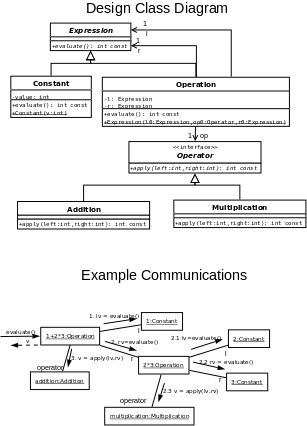 Design Class Diagram
Expression
+evaluate(): int const
1
l
1
r
Constant
-value: int
+evaluate(): int const
+Constant(v:int)
Operation
-l: Expression
-r: Expression
+evaluate(): int const
+Expression(l0:Expression,op0:Operator,r0:Expression)
1 op
<<interface>>
Operator
+apply(left:int,right:int): int const
Addition
+apply(left:int,right:int): int const
Multiplication
+apply(left:int,right:int): int const
Example Communications
evaluate()
v
1+2*3:Operation
1. lv = evaluate()
1:Constant
l
2. rv=evaluate()
r
3. v = apply(lv,rv)
operator
addition:Addition
2*3:Operation
2.1 lv=evaluate()
2:Constant
l
2.2 rv = evaluate()
r
3:Constant
2.3 v = apply(lv,rv)
operator
multiplication:Multiplication